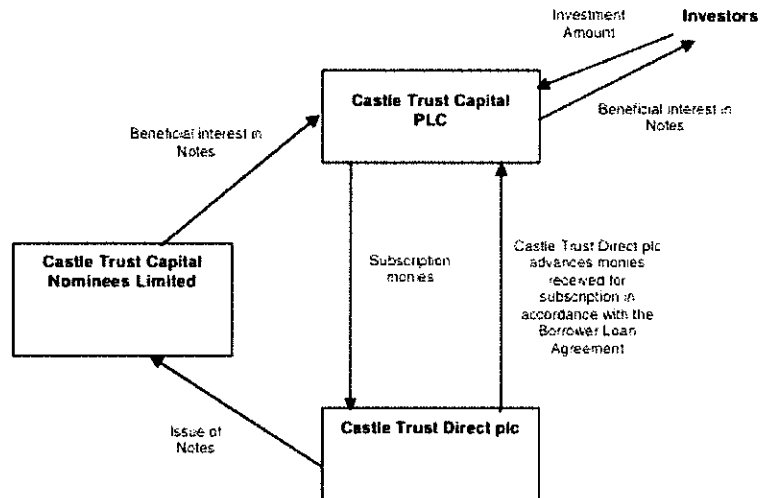 Investment
Amount
Investors
Castle Trust Capital
PLC
Beneficial interest in
Notes
Beneficial interest in
Notes
Castle Trust Capital
Nominees Limited
Subscription
monies
Castle Trust Direct plc
advances monies
received for
subscription in
accordance with the
Borrower Loan
Agreement
Issue of
Notes
Castle Trust Direct plc